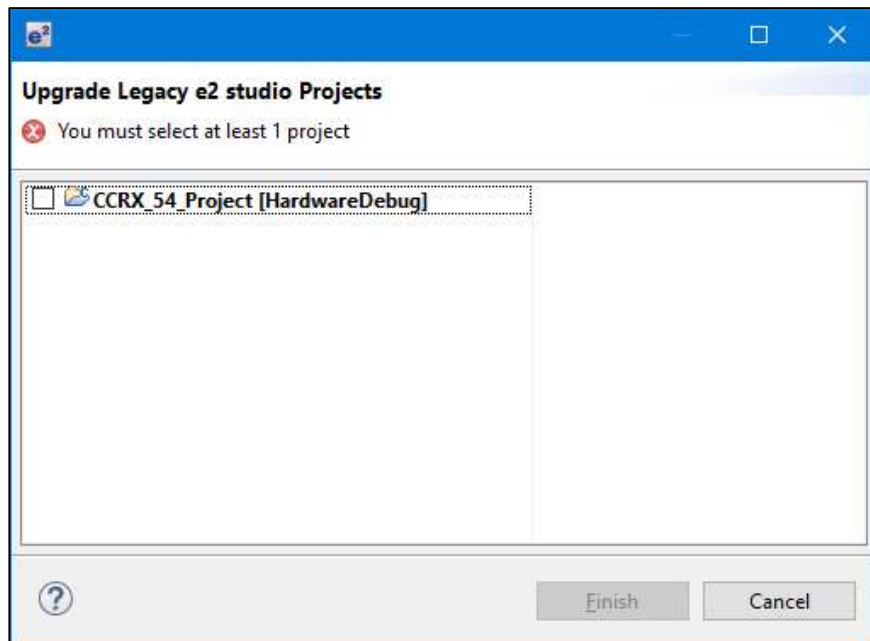 e²
Upgrade Legacy e2 studio Projects
You must select at least 1 project
CCRX_54_Project [HardwareDebug]
?
Finish
Cancel